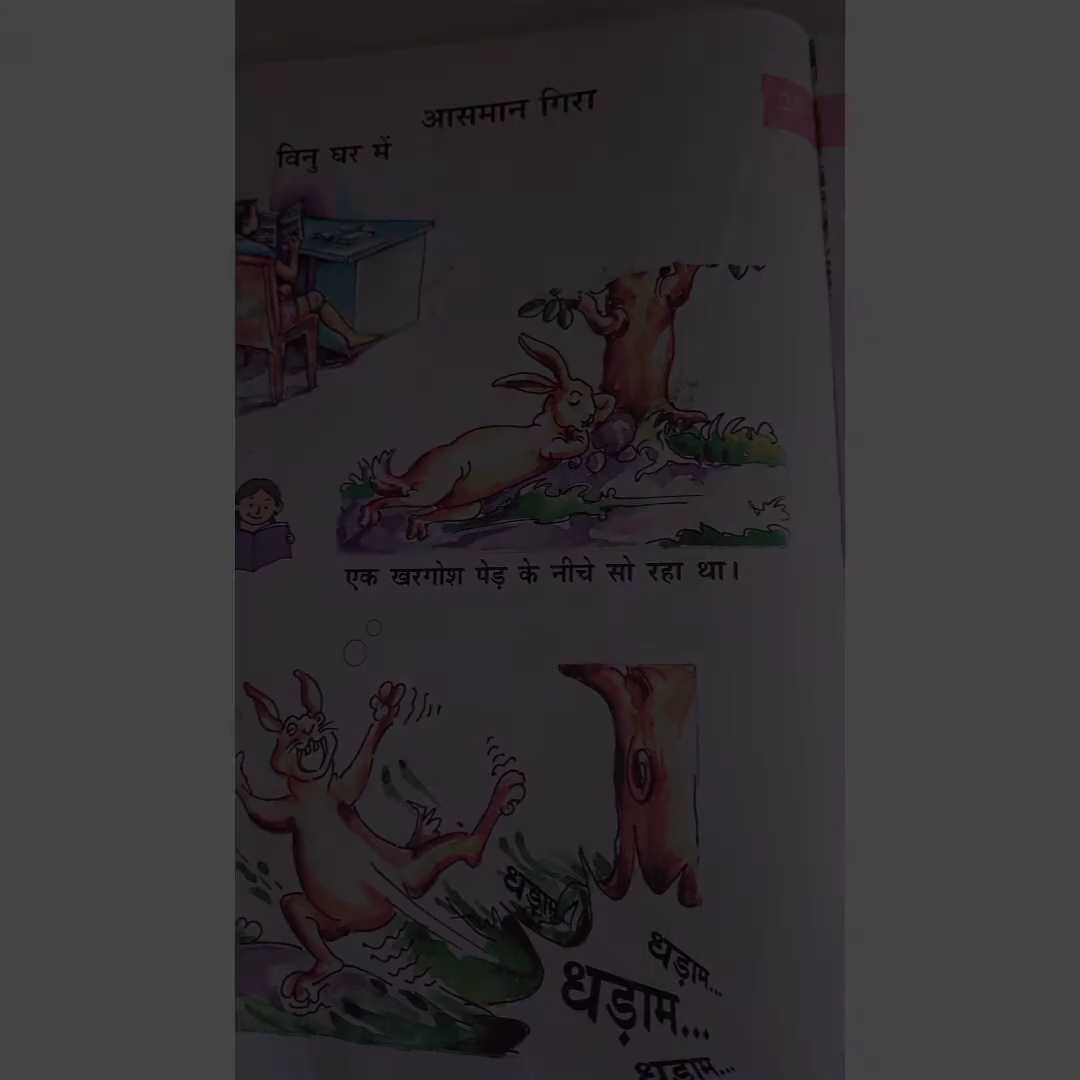 आसमान गिरा
विनु घर में
एक खरगोश पेड़ के नीचे सो रहा था।
धड़ाम
धड़ाम...
धड़ाम...
धड़ाम...